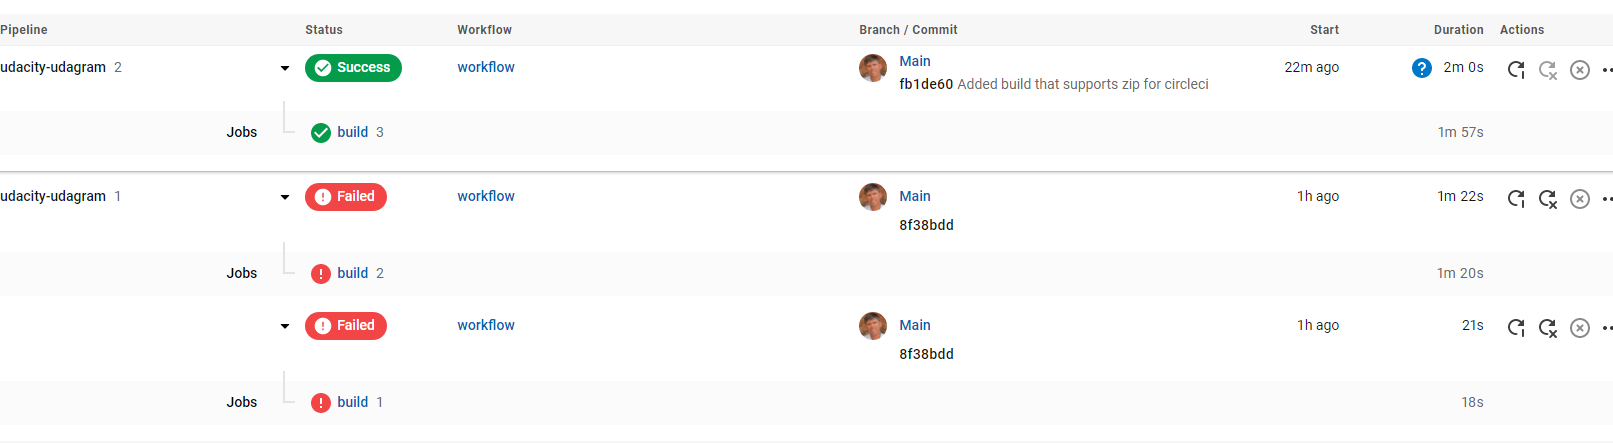 Pipeline Status Workflow Branch / Commit Start Duration Actions
udacity-udagram 2 Success workflow Main 22m ago ? 2m 0s
fb1de60 Added build that supports zip for circleci
Jobs build 3 1m 57s
udacity-udagram 1 Failed workflow Main 1h ago 1m 22s
8f38bdd
Jobs build 2 1m 20s
Failed workflow Main 1h ago 21s
8f38bdd
Jobs build 1 18s